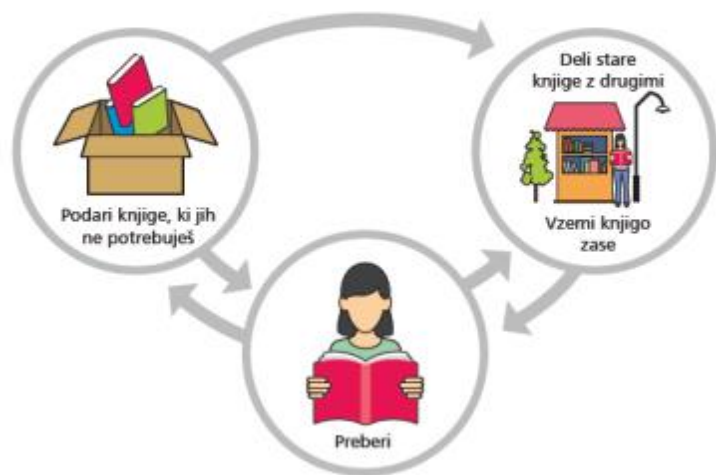 Podari knjige, ki jih
ne potrebuješ
Deli stare
knjige z drugimi
Vzemi knjigo
zase
Preberi